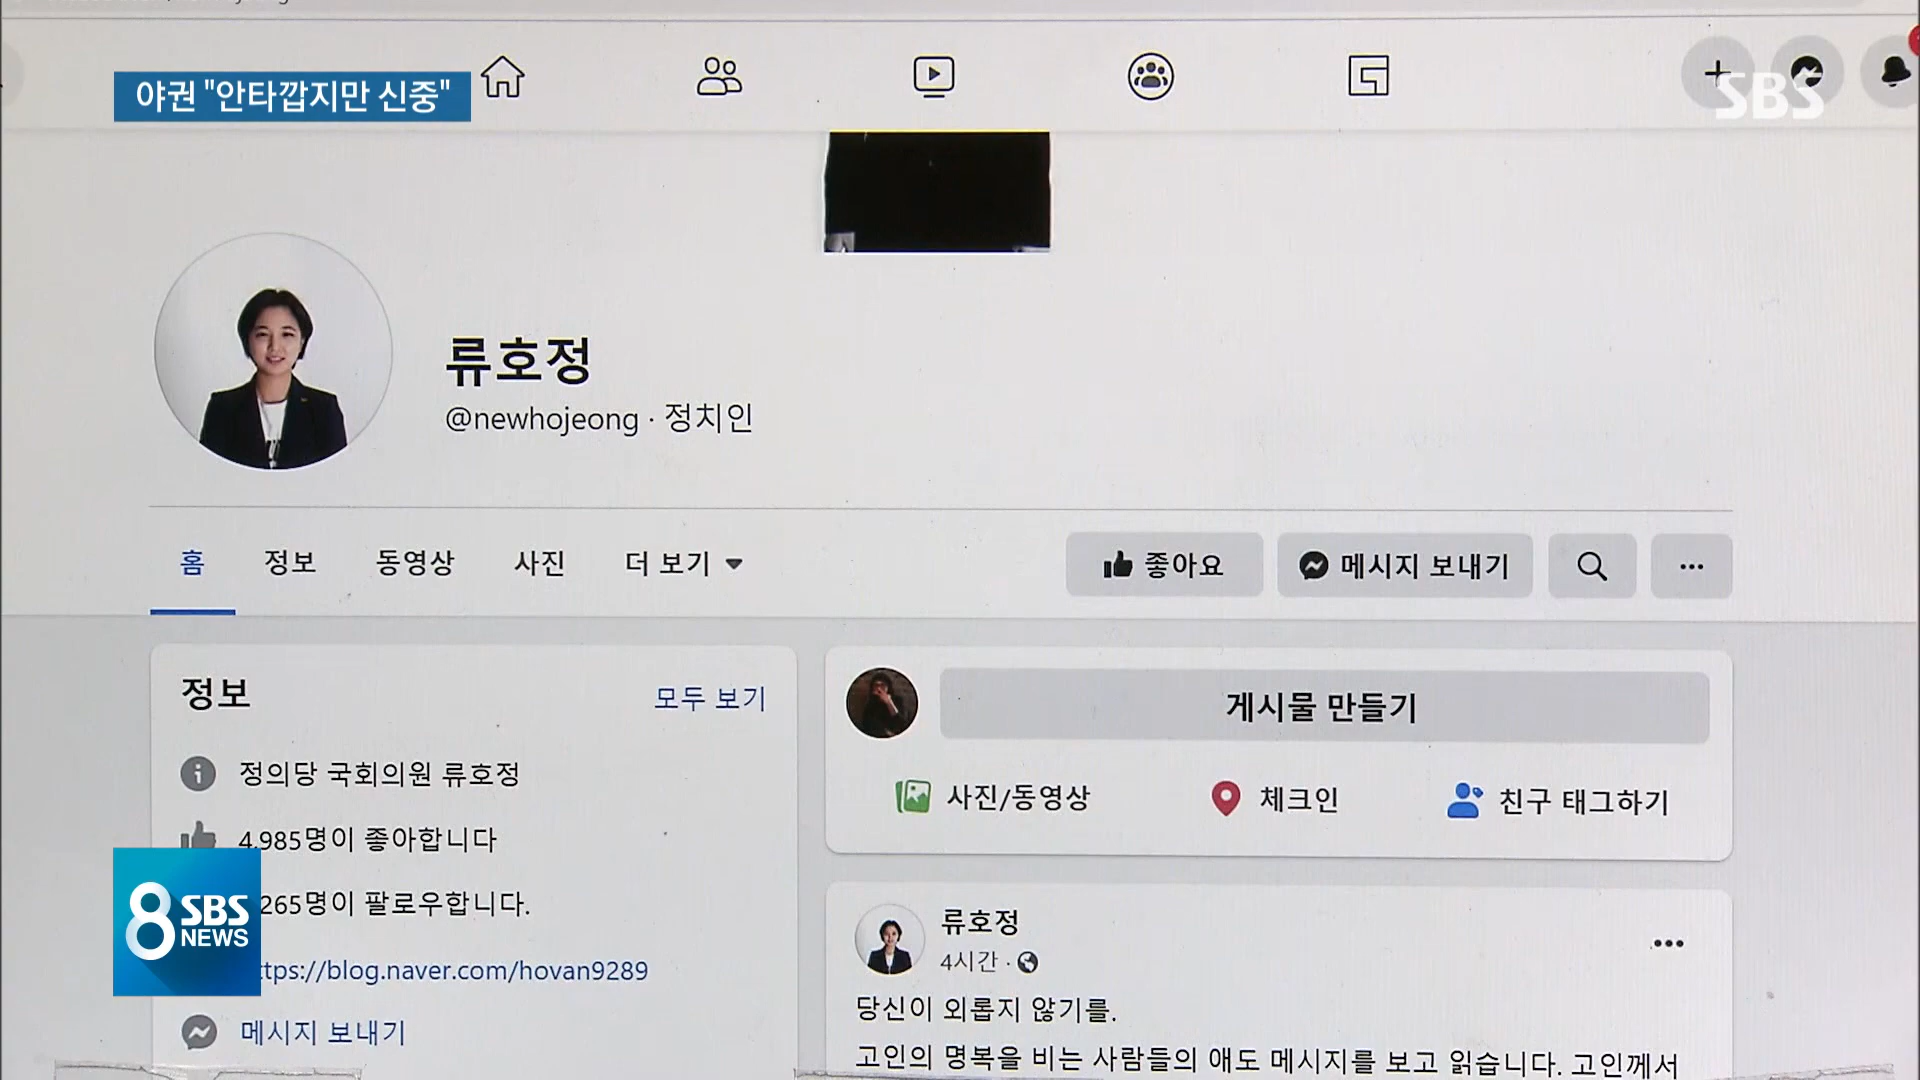 야권 "안타깝지만 신중"
SBS
류호정
@newhojeong · 정치인
홈 정보 동영상 사진 더 보기
좋아요 메시지 보내기 ...
정보 모두 보기
정의당 국회의원 류호정
4,985명이 좋아합니다
265명이 팔로우합니다.
ttps://blog.naver.com/hovan9289
메시지 보내기
8 SBS NEWS
게시물 만들기
사진/동영상 체크인 친구 태그하기
류호정
4시간 ·
당신이 외롭지 않기를.
고인의 명복을 비는 사람들의 애도 메시지를 보고 읽습니다. 고인께서